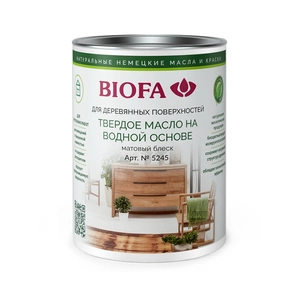 НАТУРАЛЬНЫЕ НЕМЕЦКИЕ МАСЛА И КРАСКИ
BIOFA
ДЛЯ ДЕРЕВЯННЫХ ПОВЕРХНОСТЕЙ
ТВЕРДОЕ МАСЛО НА
ВОДНОЙ ОСНОВЕ
матовый блеск
Арт. № 5245